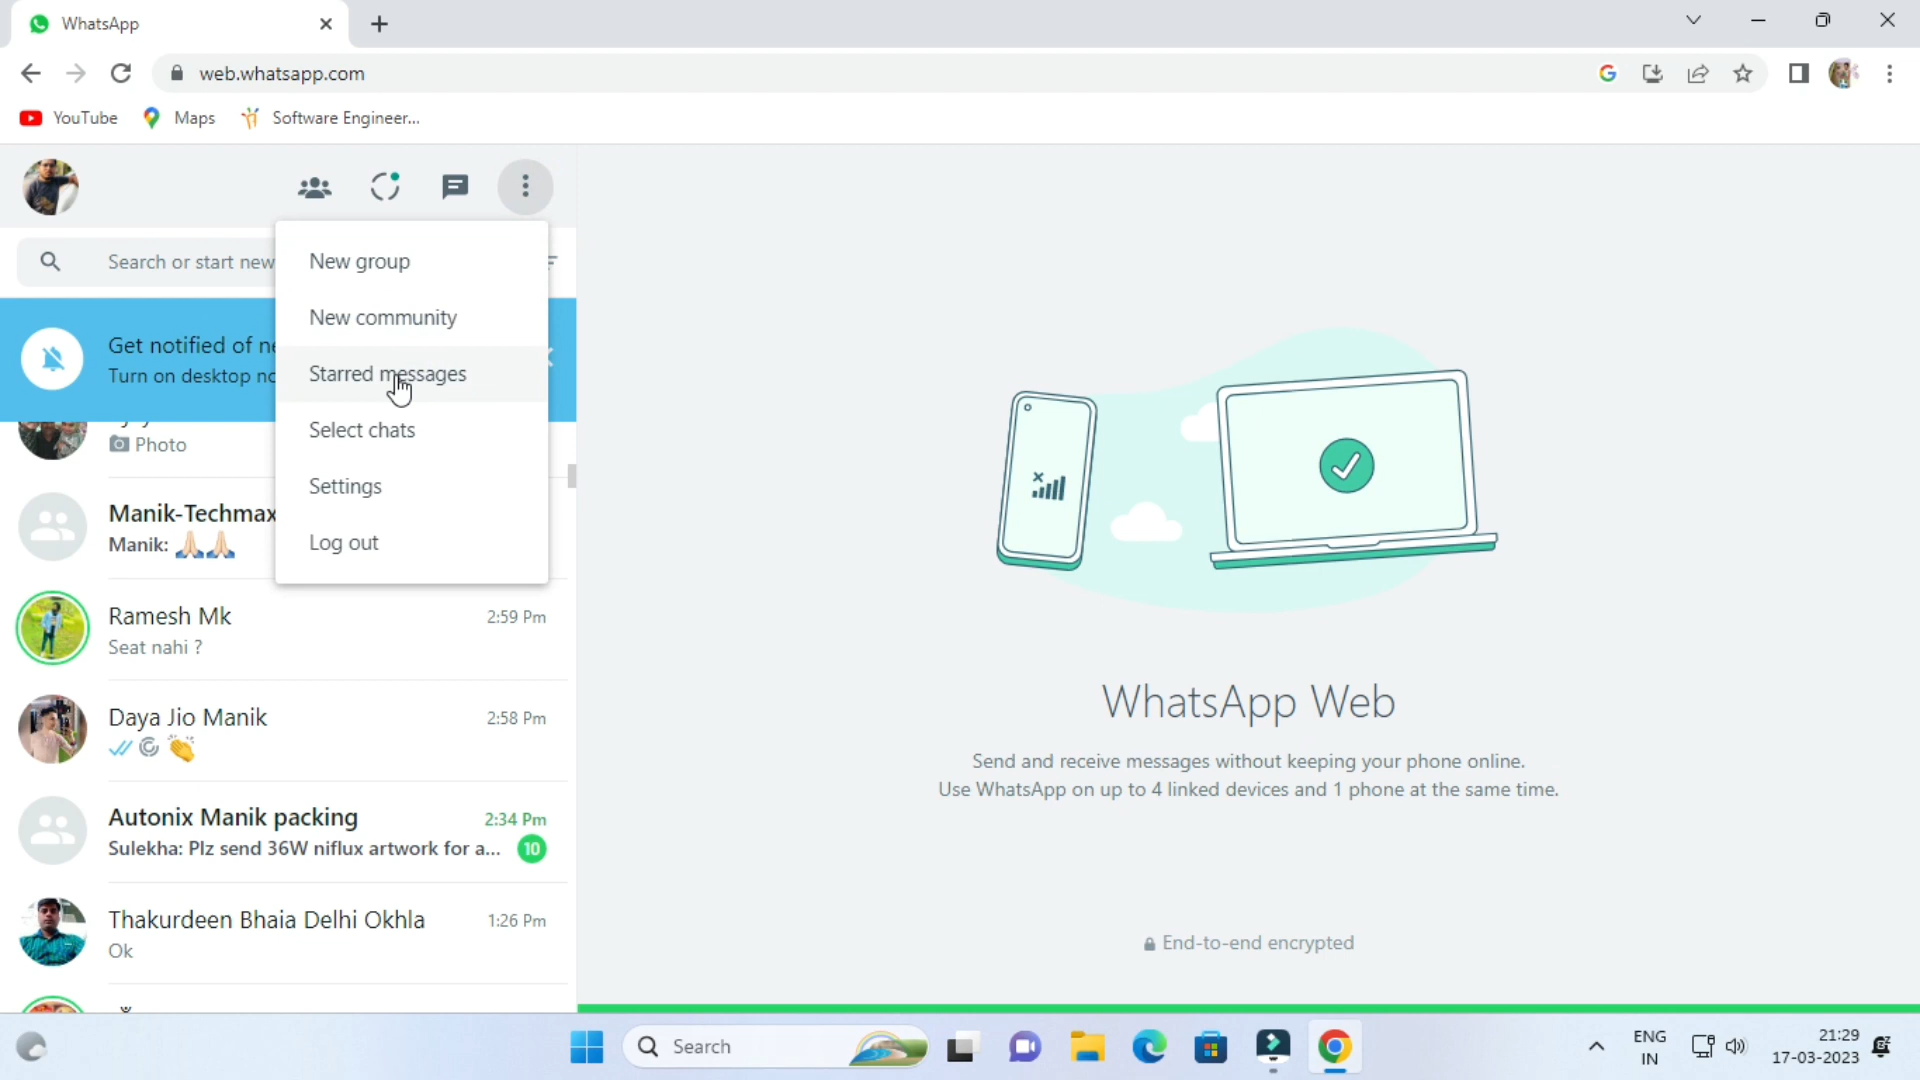 WhatsApp
web.whatsapp.com
YouTube
Maps
Software Engineer...
Search or start new
New group
New community
Starred messages
Select chats
Settings
Log out
Get notified of ne
Turn on desktop no
Photo
Manik-Techmax
Manik: 🙏🏻🙏🏻
Ramesh Mk
2:59 Pm
Seat nahi ?
Daya Jio Manik
2:58 Pm
👏
Autonix Manik packing
2:34 Pm
Sulekha: Plz send 36W niflux artwork for a...
10
Thakurdeen Bhaia Delhi Okhla
1:26 Pm
Ok
WhatsApp Web
Send and receive messages without keeping your phone online.
Use WhatsApp on up to 4 linked devices and 1 phone at the same time.
End-to-end encrypted
Search
ENG
IN
21:29
17-03-2023